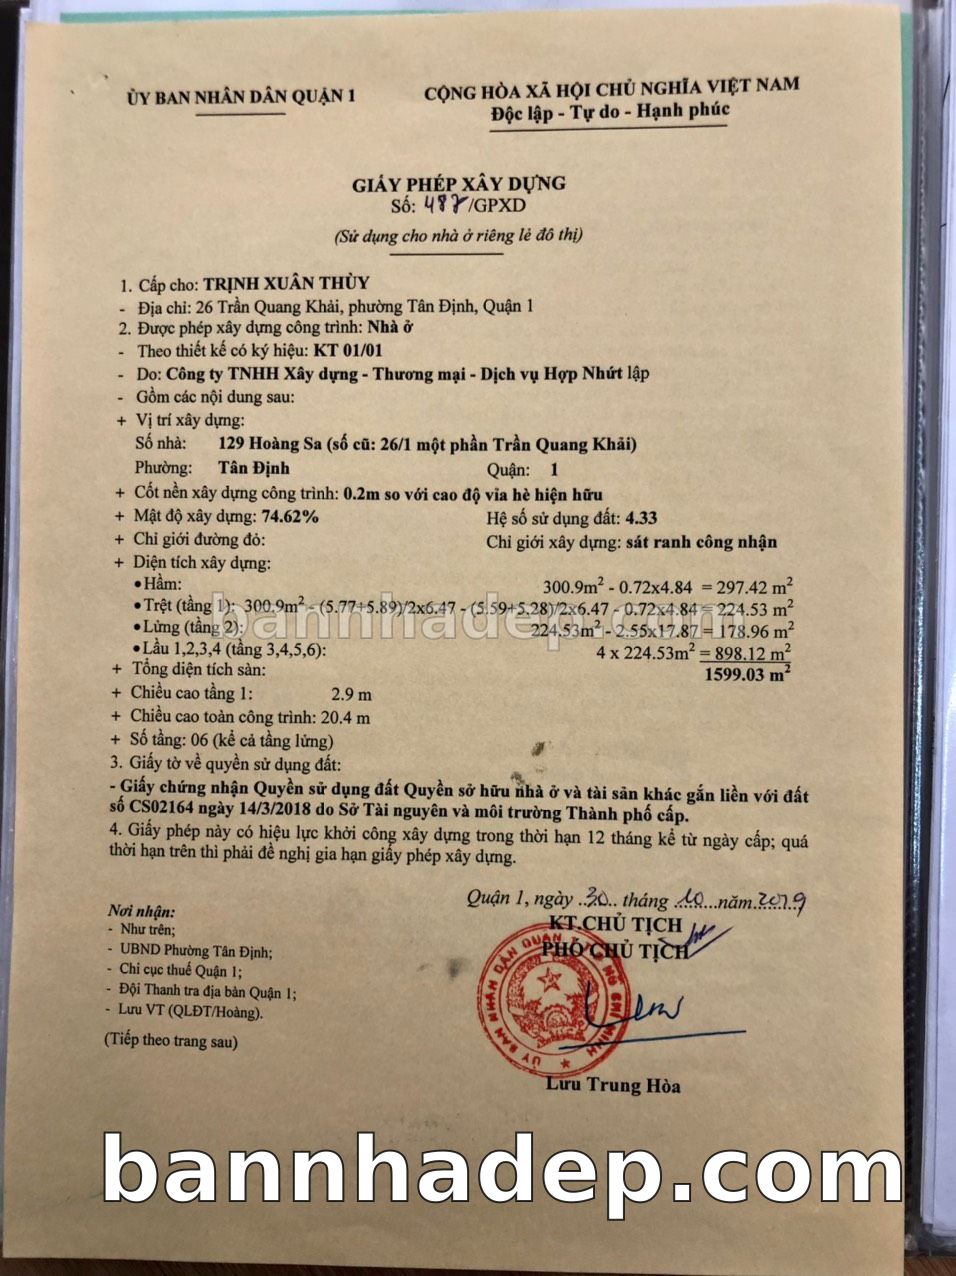 ỦY BAN NHÂN DÂN QUẬN 1
CỘNG HÒA XÃ HỘI CHỦ NGHĨA VIỆT NAM
Độc lập - Tự do - Hạnh phúc
GIẤY PHÉP XÂY DỰNG
Số: 487/GPXD
(Sử dụng cho nhà ở riêng lẻ đô thị)
1. Cấp cho: TRỊNH XUÂN THÙY
- Địa chỉ: 26 Trần Quang Khải, phường Tân Định, Quận 1
2. Được phép xây dựng công trình: Nhà ở
- Theo thiết kế có ký hiệu: KT 01/01
- Do: Công ty TNHH Xây dựng - Thương mại - Dịch vụ Hợp Nhứt lập
- Gồm các nội dung sau:
+ Vị trí xây dựng:
Số nhà: 129 Hoàng Sa (số cũ: 26/1 một phần Trần Quang Khải)
Phường: Tân Định Quận: 1
+ Cốt nền xây dựng công trình: 0.2m so với cao độ vỉa hè hiện hữu
+ Mật độ xây dựng: 74.62% Hệ số sử dụng đất: 4.33
+ Chỉ giới đường đỏ: Chỉ giới xây dựng: sát ranh công nhận
+ Diện tích xây dựng:
• Hầm: 300.9m² - 0.72x4.84 = 297.42 m²
• Trệt (tầng 1): 300.9m² - (5.77+5.89)/2x6.47 - (5.59+5.28)/2x6.47 - 0.72x4.84 = 224.53 m²
• Lửng (tầng 2): 224.53m² - 2.55x17.87 = 178.96 m²
• Lầu 1,2,3,4 (tầng 3,4,5,6): 4 x 224.53m² = 898.12 m²
+ Tổng diện tích sàn: 1599.03 m²
+ Chiều cao tầng 1: 2.9 m
+ Chiều cao toàn công trình: 20.4 m
+ Số tầng: 06 (kể cả tầng lửng)
3. Giấy tờ về quyền sử dụng đất:
- Giấy chứng nhận Quyền sử dụng đất Quyền sở hữu nhà ở và tài sản khác gắn liền với đất
số CS02164 ngày 14/3/2018 do Sở Tài nguyên và môi trường Thành phố cấp.
4. Giấy phép này có hiệu lực khởi công xây dựng trong thời hạn 12 tháng kể từ ngày cấp; quá
thời hạn trên thì phải đề nghị gia hạn giấy phép xây dựng.
Quận 1, ngày 30 tháng 10 năm 2019
KT.CHỦ TỊCH
PHÓ CHỦ TỊCH
Nơi nhận:
- Như trên;
- UBND Phường Tân Định;
- Chi cục thuế Quận 1;
- Đội Thanh tra địa bàn Quận 1;
- Lưu VT (QLĐT/Hoàng).
(Tiếp theo trang sau)
Lưu Trung Hòa
bannhadep.com
bannhadep.com